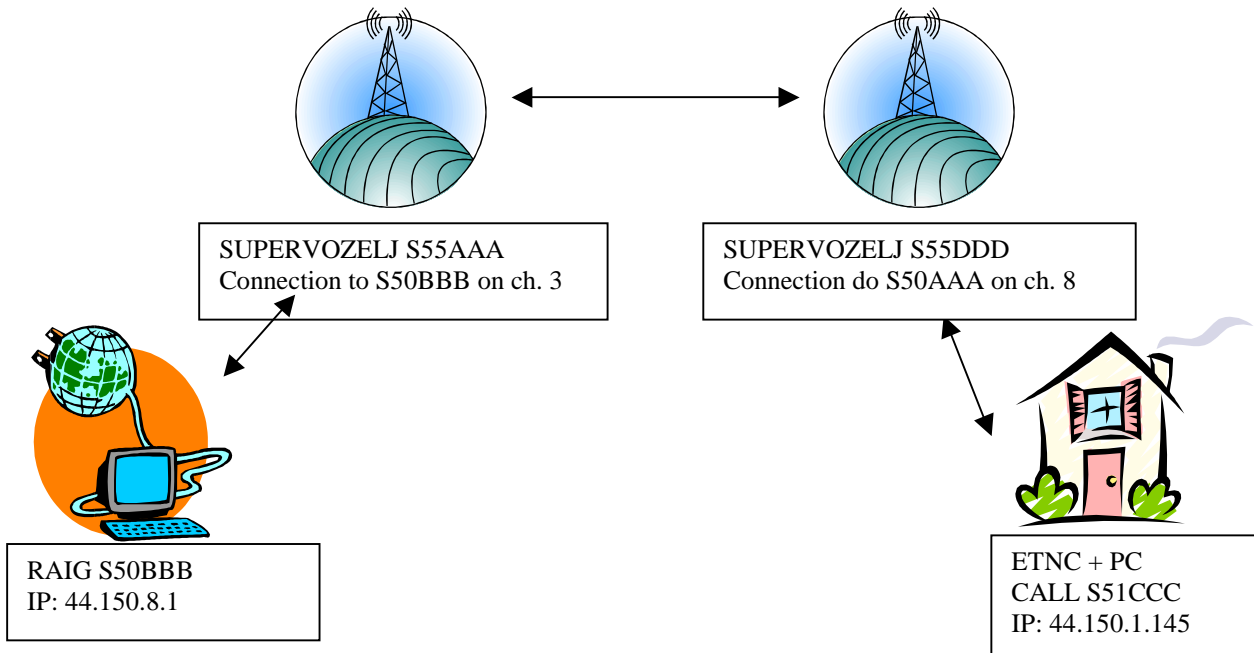 SUPERVOZELJ S55AAA
Connection to S50BBB on ch. 3
SUPERVOZELJ S55DDD
Connection do S50AAA on ch. 8
RAIG S50BBB
IP: 44.150.8.1
ETNC + PC
CALL S51CCC
IP: 44.150.1.145